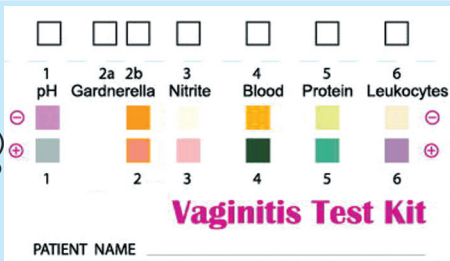 1 2a 2b 3 4 5 6
pH Gardnerella Nitrite Blood Protein Leukocytes
⊖ ⊖
⊕ ⊕
1 2 3 4 5 6
Vaginitis Test Kit
PATIENT NAME